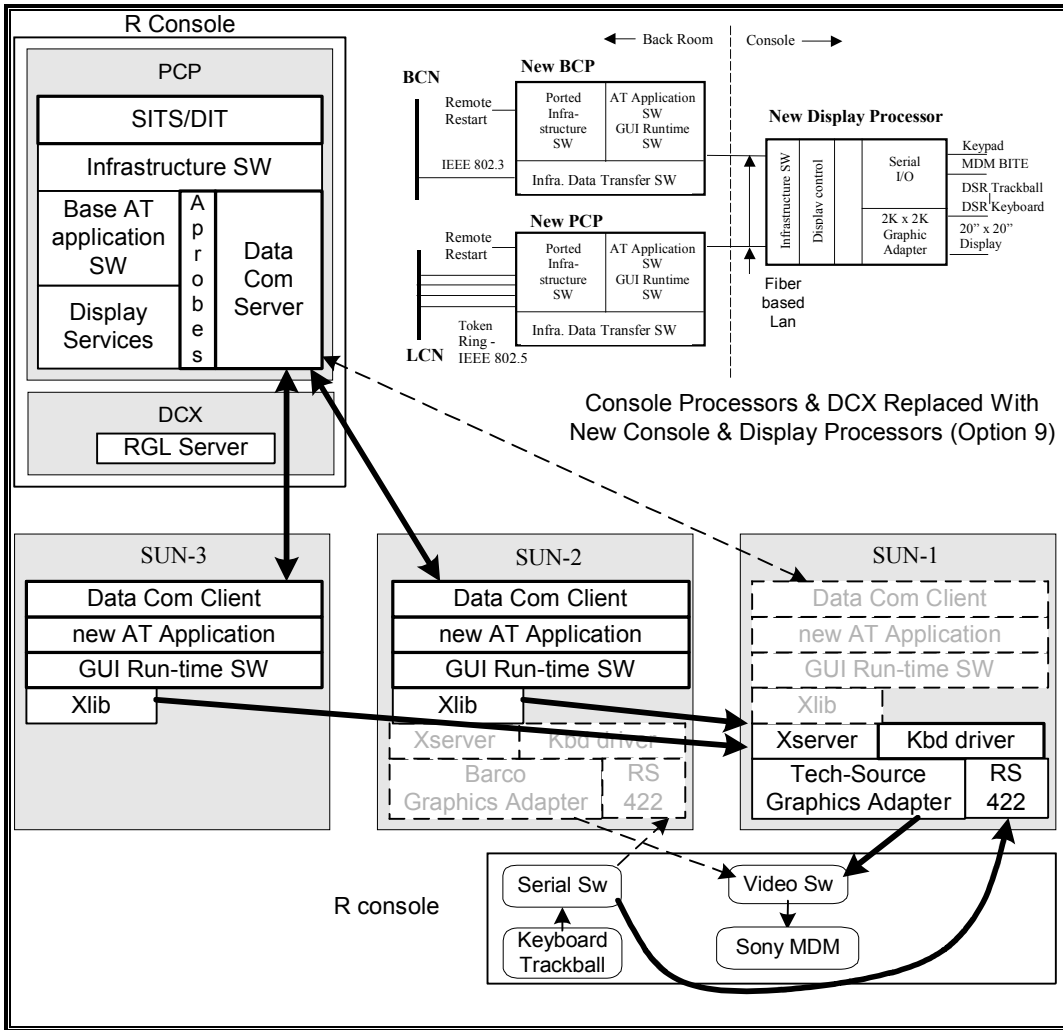 R Console
PCP
SITS/DIT
Infrastructure SW
Base AT
application
SW
Display
Services
A
p
r
o
b
e
s
Data
Com
Server
DCX
RGL Server
Back Room
Console
BCN
New BCP
Remote
Restart
IEEE 802.3
Ported
Infra-
structure
SW
AT Application
SW
GUI Runtime
SW
Infra. Data Transfer SW
New PCP
Remote
Restart
Token
Ring -
IEEE 802.5
LCN
Ported
Infra-
structure
SW
AT Application
SW
GUI Runtime
SW
Infra. Data Transfer SW
New Display Processor
Infrastructure SW
Display control
Serial
I/O
2K x 2K
Graphic
Adapter
Keypad
MDM BITE
DSR Trackball
DSR Keyboard
20” x 20”
Display
Fiber
based
Lan
Console Processors & DCX Replaced With
New Console & Display Processors (Option 9)
SUN-3
Data Com Client
new AT Application
GUI Run-time SW
Xlib
SUN-2
Data Com Client
new AT Application
GUI Run-time SW
Xlib
Xserver
Kbd driver
Barco
Graphics Adapter
RS
422
SUN-1
Data Com Client
new AT Application
GUI Run-time SW
Xlib
Xserver
Kbd driver
Tech-Source
Graphics Adapter
RS
422
R console
Serial Sw
Keyboard
Trackball
Video Sw
Sony MDM